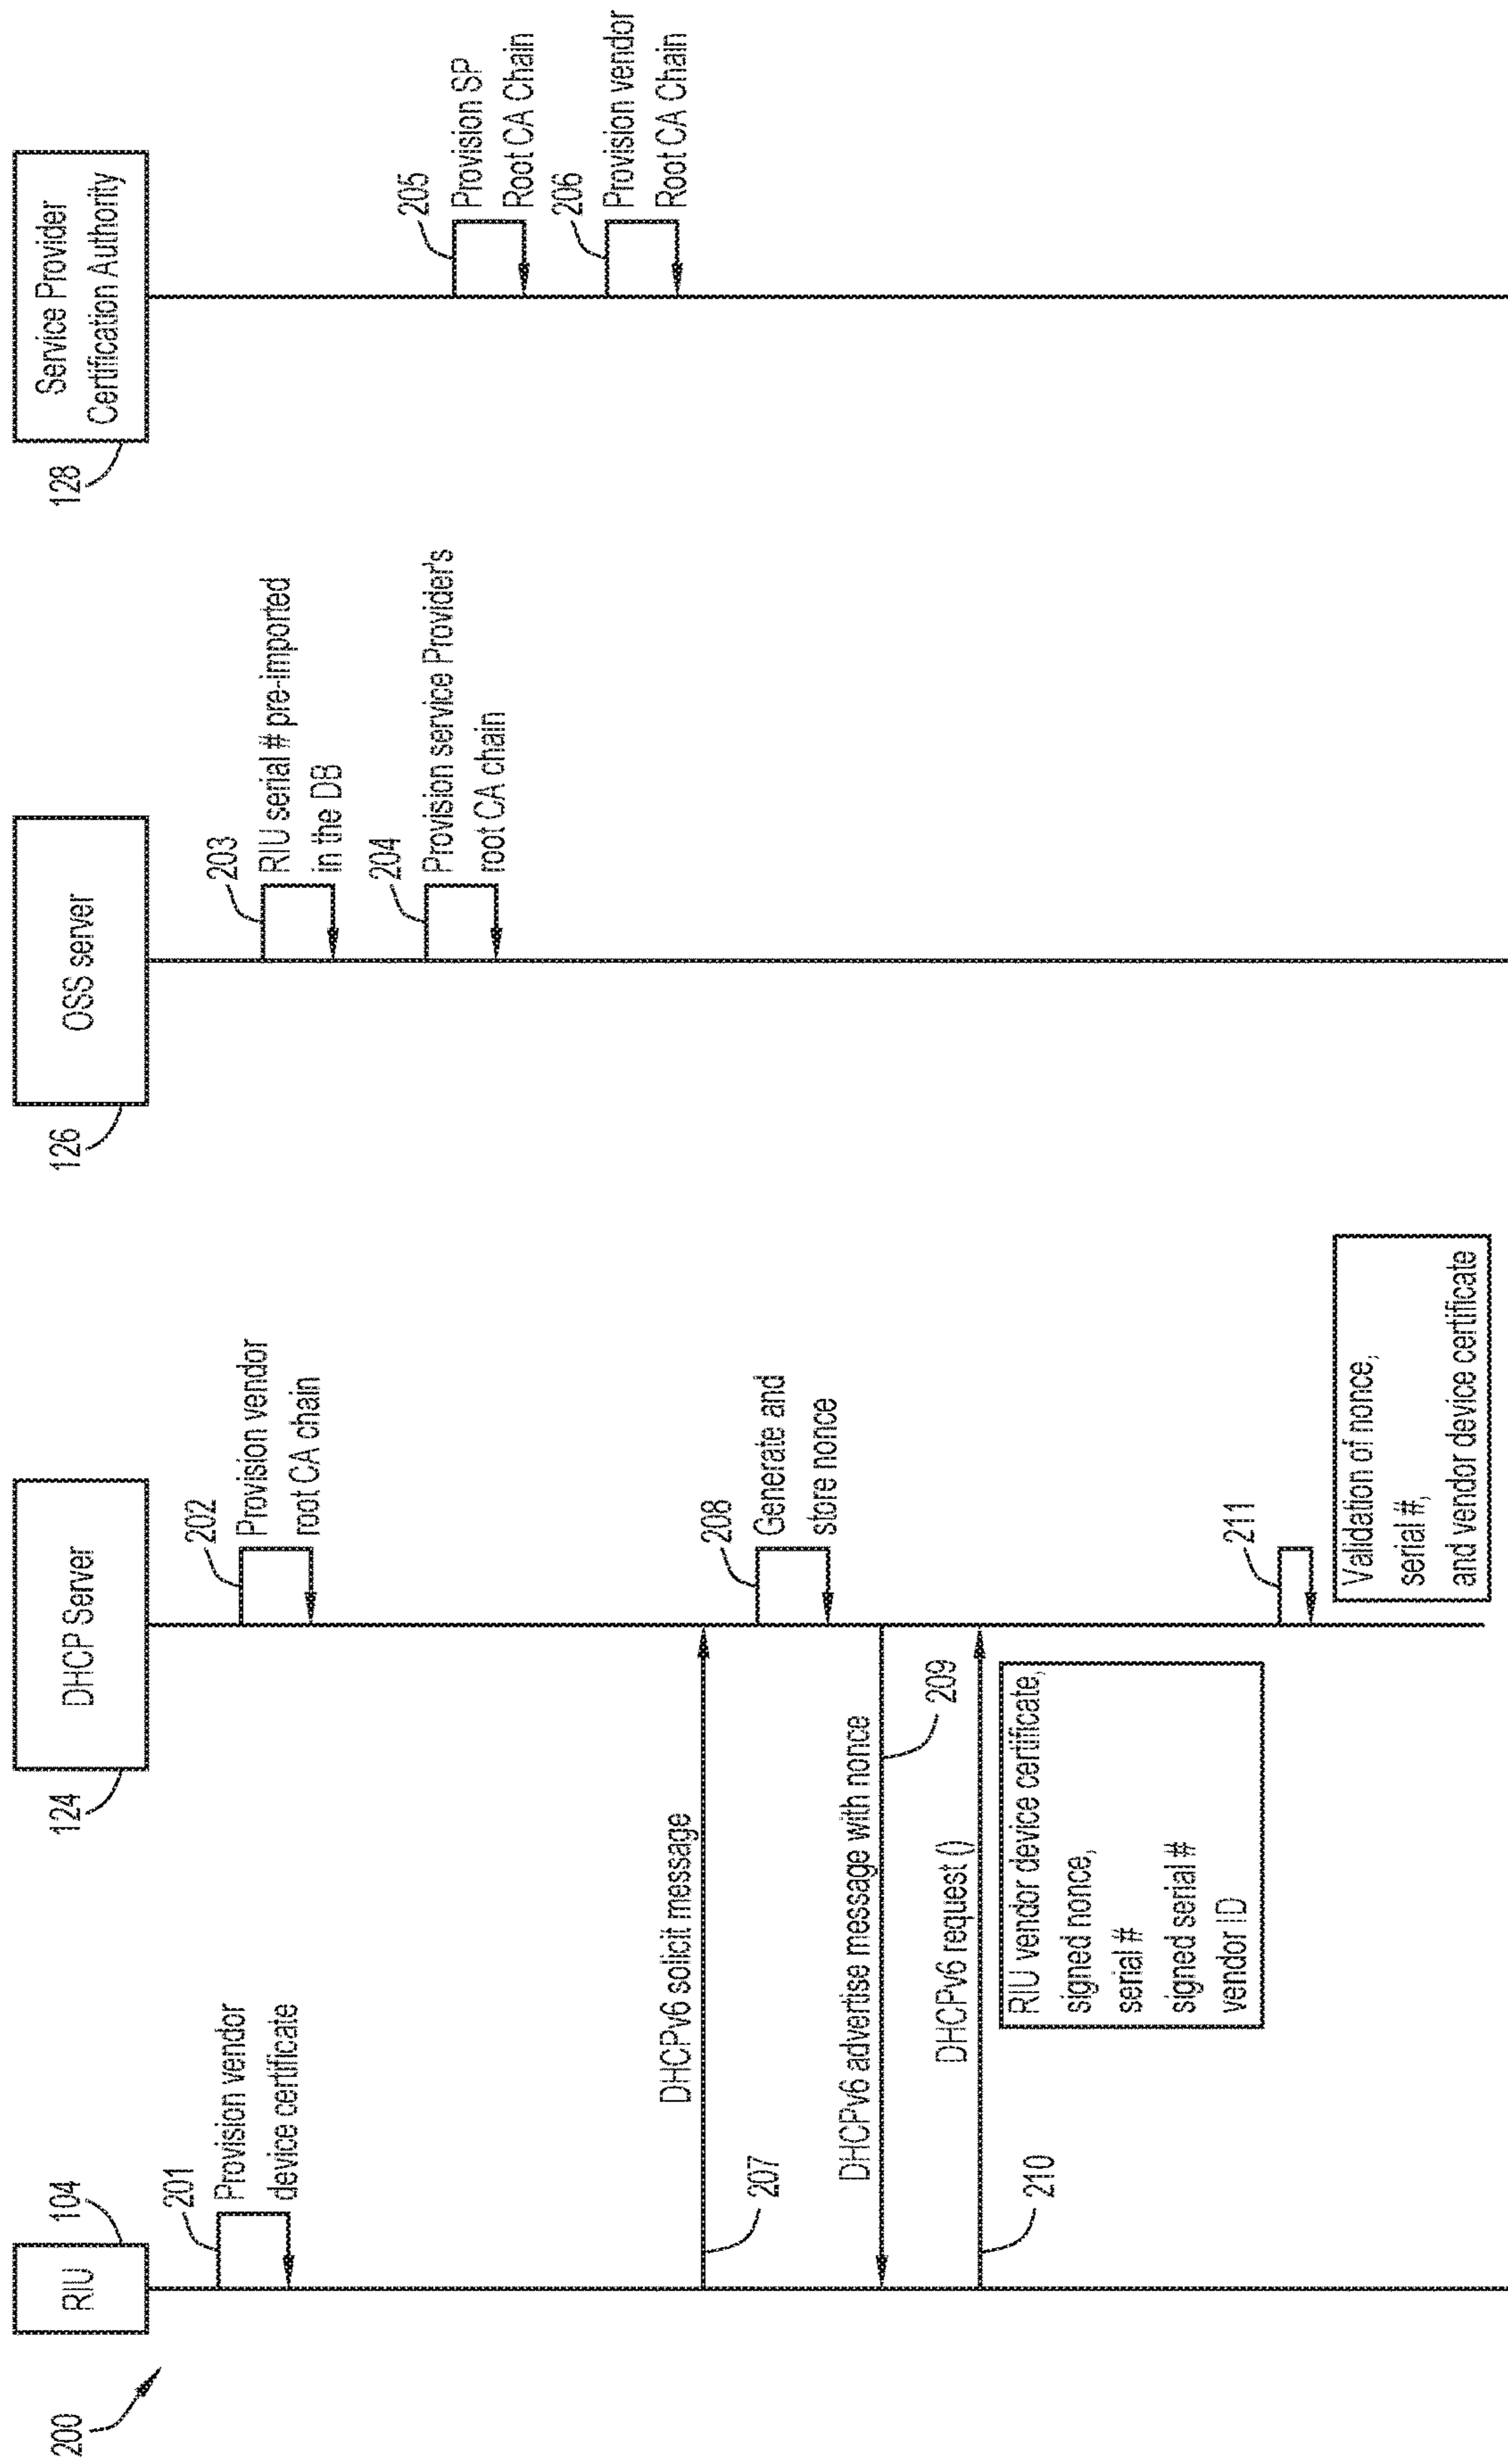 200
RIU
104
DHCP Server
124
OSS server
126
Service Provider
Certification Authority
128
201
Provision vendor
device certificate
202
Provision vendor
root CA chain
203
RIU serial # pre-imported
in the DB
204
Provision service Provider's
root CA chain
205
Provision SP
Root CA Chain
206
Provision vendor
Root CA Chain
DHCPv6 solicit message
207
208
Generate and
store nonce
DHCPv6 advertise message with nonce
209
DHCPv6 request ()
210
RIU vendor device certificate,
signed nonce,
serial #
signed serial #
vendor ID
211
Validation of nonce,
serial #,
and vendor device certificate